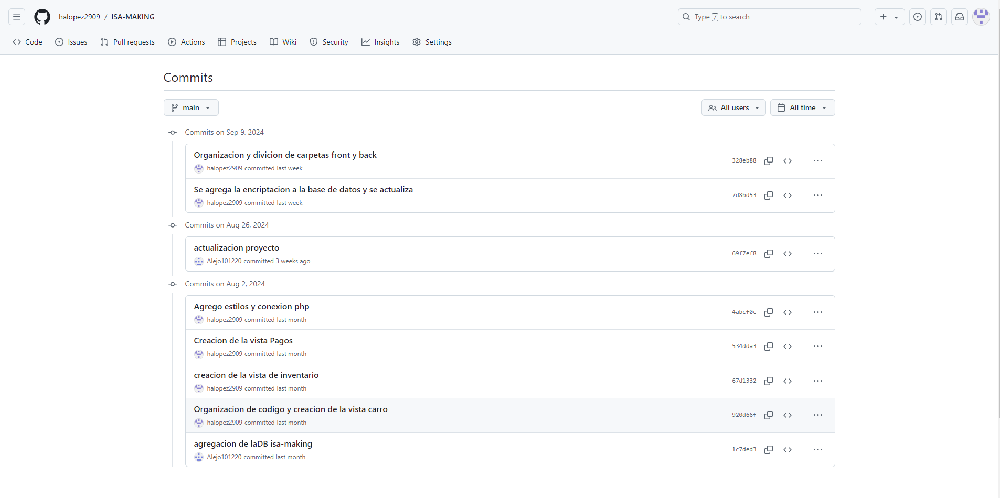 halopez2909 / ISA-MAKING
Type / to search
Code Issues Pull requests Actions Projects Wiki Security Insights Settings
Commits
main
All users All time
Commits on Sep 9, 2024
Organizacion y divicion de carpetas front y back
halopez2909 committed last week
328eb88
Se agrega la encriptacion a la base de datos y se actualiza
halopez2909 committed last week
7d8bd53
Commits on Aug 26, 2024
actualizacion proyecto
Alejo101220 committed 3 weeks ago
69f7ef8
Commits on Aug 2, 2024
Agrego estilos y conexion php
halopez2909 committed last month
4abcf0c
Creacion de la vista Pagos
halopez2909 committed last month
534dda3
creacion de la vista de inventario
halopez2909 committed last month
67d1332
Organizacion de codigo y creacion de la vista carro
halopez2909 committed last month
920d66f
agregacion de laDB isa-making
Alejo101220 committed last month
1c7ded3